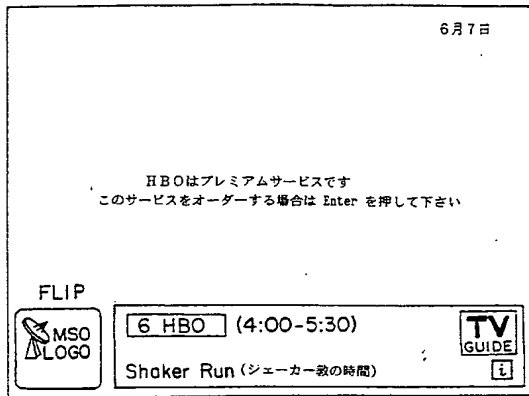 6月7日
HBOはプレミアムサービスです
このサービスをオーダーする場合は Enter を押して下さい
FLIP
MSO
LOGO
6 HBO (4:00-5:30)
TV
GUIDE
Shaker Run (シェーカー教の時間)
i